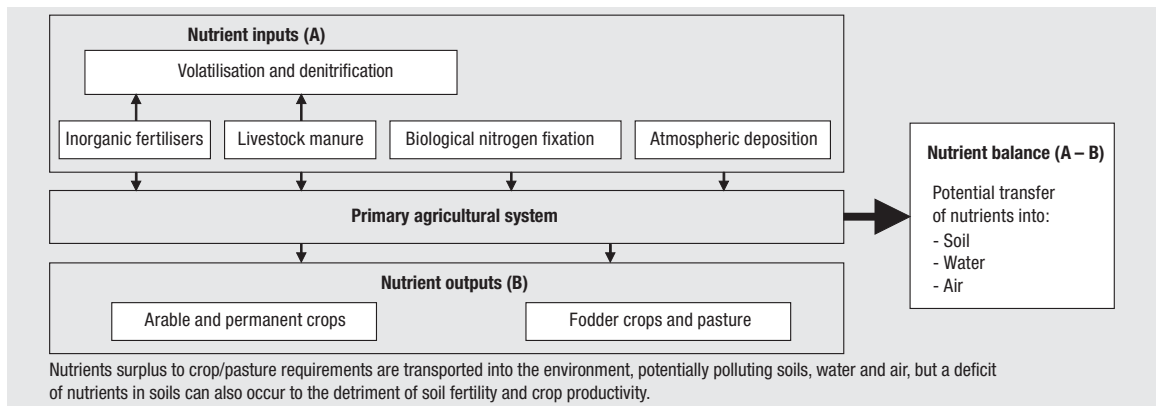 Nutrient inputs (A)
Volatilisation and denitrification
Inorganic fertilisers
Livestock manure
Biological nitrogen fixation
Atmospheric deposition
Primary agricultural system
Nutrient outputs (B)
Arable and permanent crops
Fodder crops and pasture
Nutrient balance (A – B)
Potential transfer
of nutrients into:
- Soil
- Water
- Air
Nutrients surplus to crop/pasture requirements are transported into the environment, potentially polluting soils, water and air, but a deficit
of nutrients in soils can also occur to the detriment of soil fertility and crop productivity.